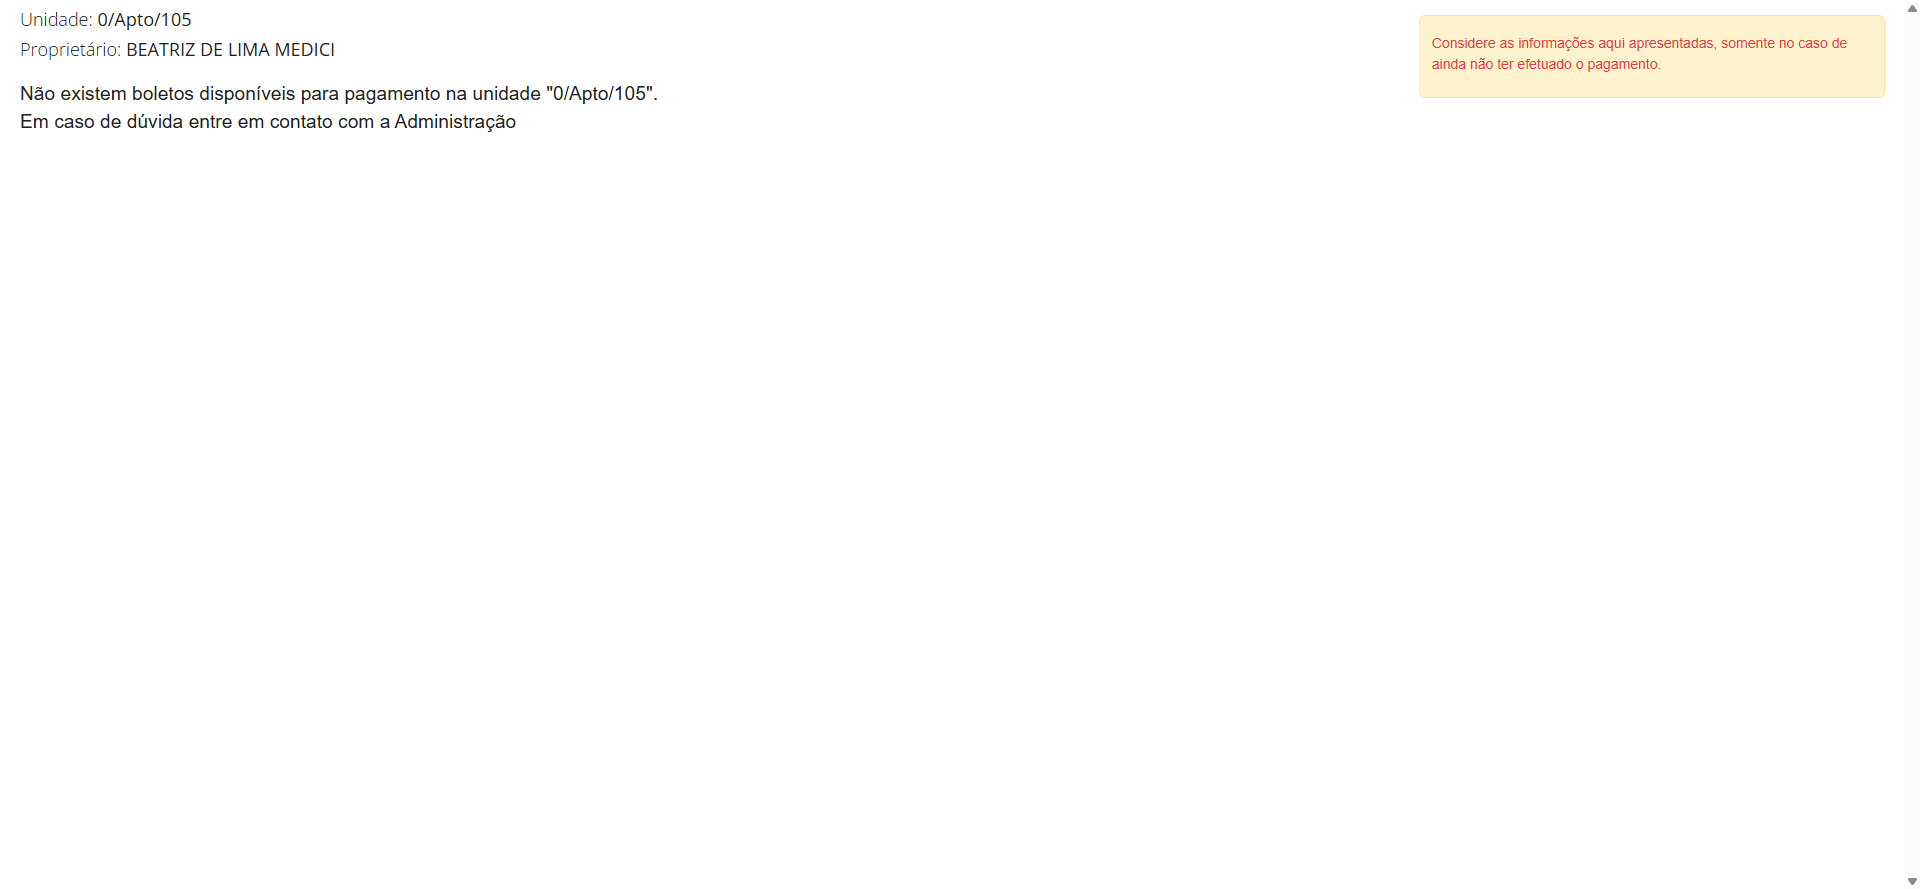 Unidade: 0/Apto/105
Proprietário: BEATRIZ DE LIMA MEDICI
Não existem boletos disponíveis para pagamento na unidade "0/Apto/105".
Em caso de dúvida entre em contato com a Administração
Considere as informações aqui apresentadas, somente no caso de
ainda não ter efetuado o pagamento.